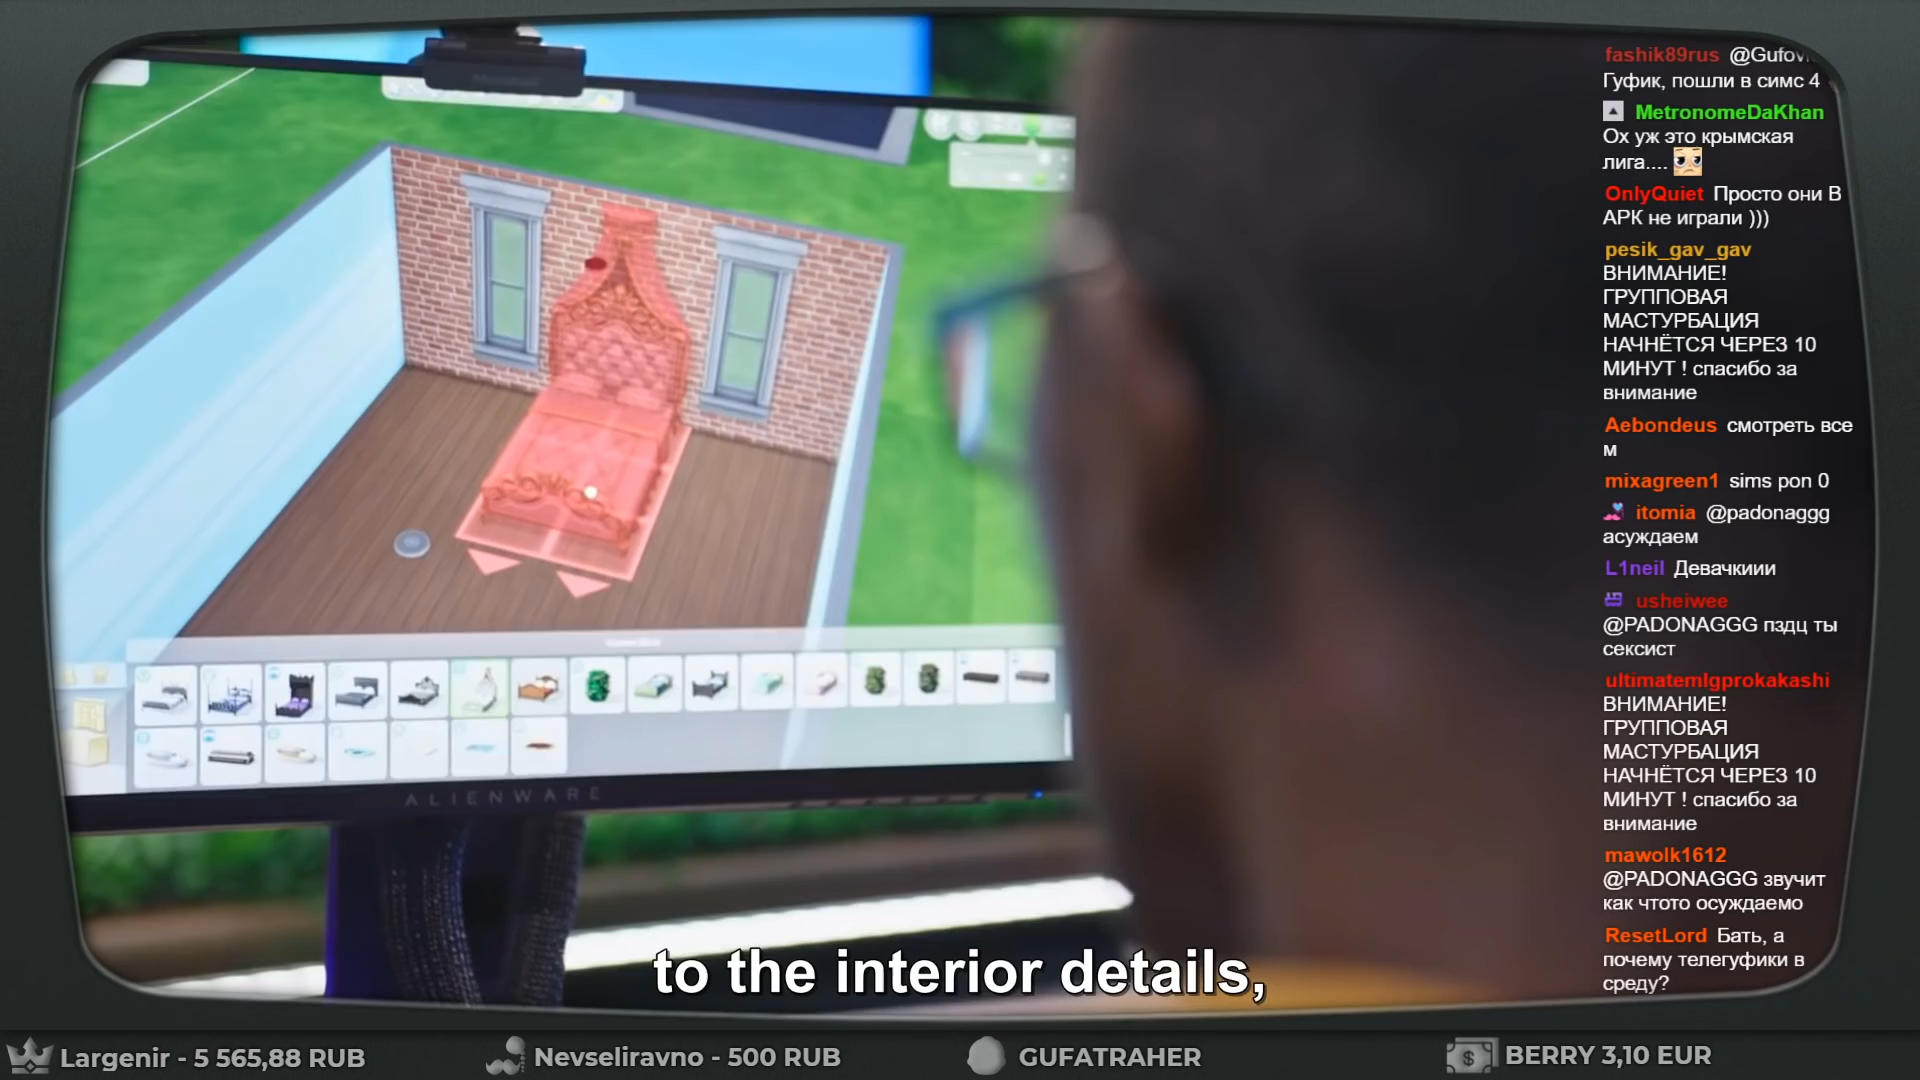 fashik89rus @Gufov
Гуфик, пошли в симс 4
MetronomeDaKhan
Ох уж это крымская
лига....
OnlyQuiet Просто они В
АРК не играли )))
pesik_gav_gav
ВНИМАНИЕ!
ГРУППОВАЯ
МАСТУРБАЦИЯ
НАЧНЁТСЯ ЧЕРЕЗ 10
МИНУТ ! спасибо за
внимание
Aebondeus смотреть все
м
mixagreen1 sims pon 0
itomia @padonaggg
асуждаем
L1neil Девачкиии
usheiwee
@PADONAGGG пздц ты
сексист
ultimatemlgprokakashi
ВНИМАНИЕ!
ГРУППОВАЯ
МАСТУРБАЦИЯ
НАЧНЁТСЯ ЧЕРЕЗ 10
МИНУТ ! спасибо за
внимание
mawolk1612
@PADONAGGG звучит
как чтото осуждаемо
ResetLord Бать, а
почему телегуфики в
среду?
ALIENWARE
to the interior details,
Largenir - 5 565,88 RUB
Nevseliravno - 500 RUB
GUFATRAHER
BERRY 3,10 EUR